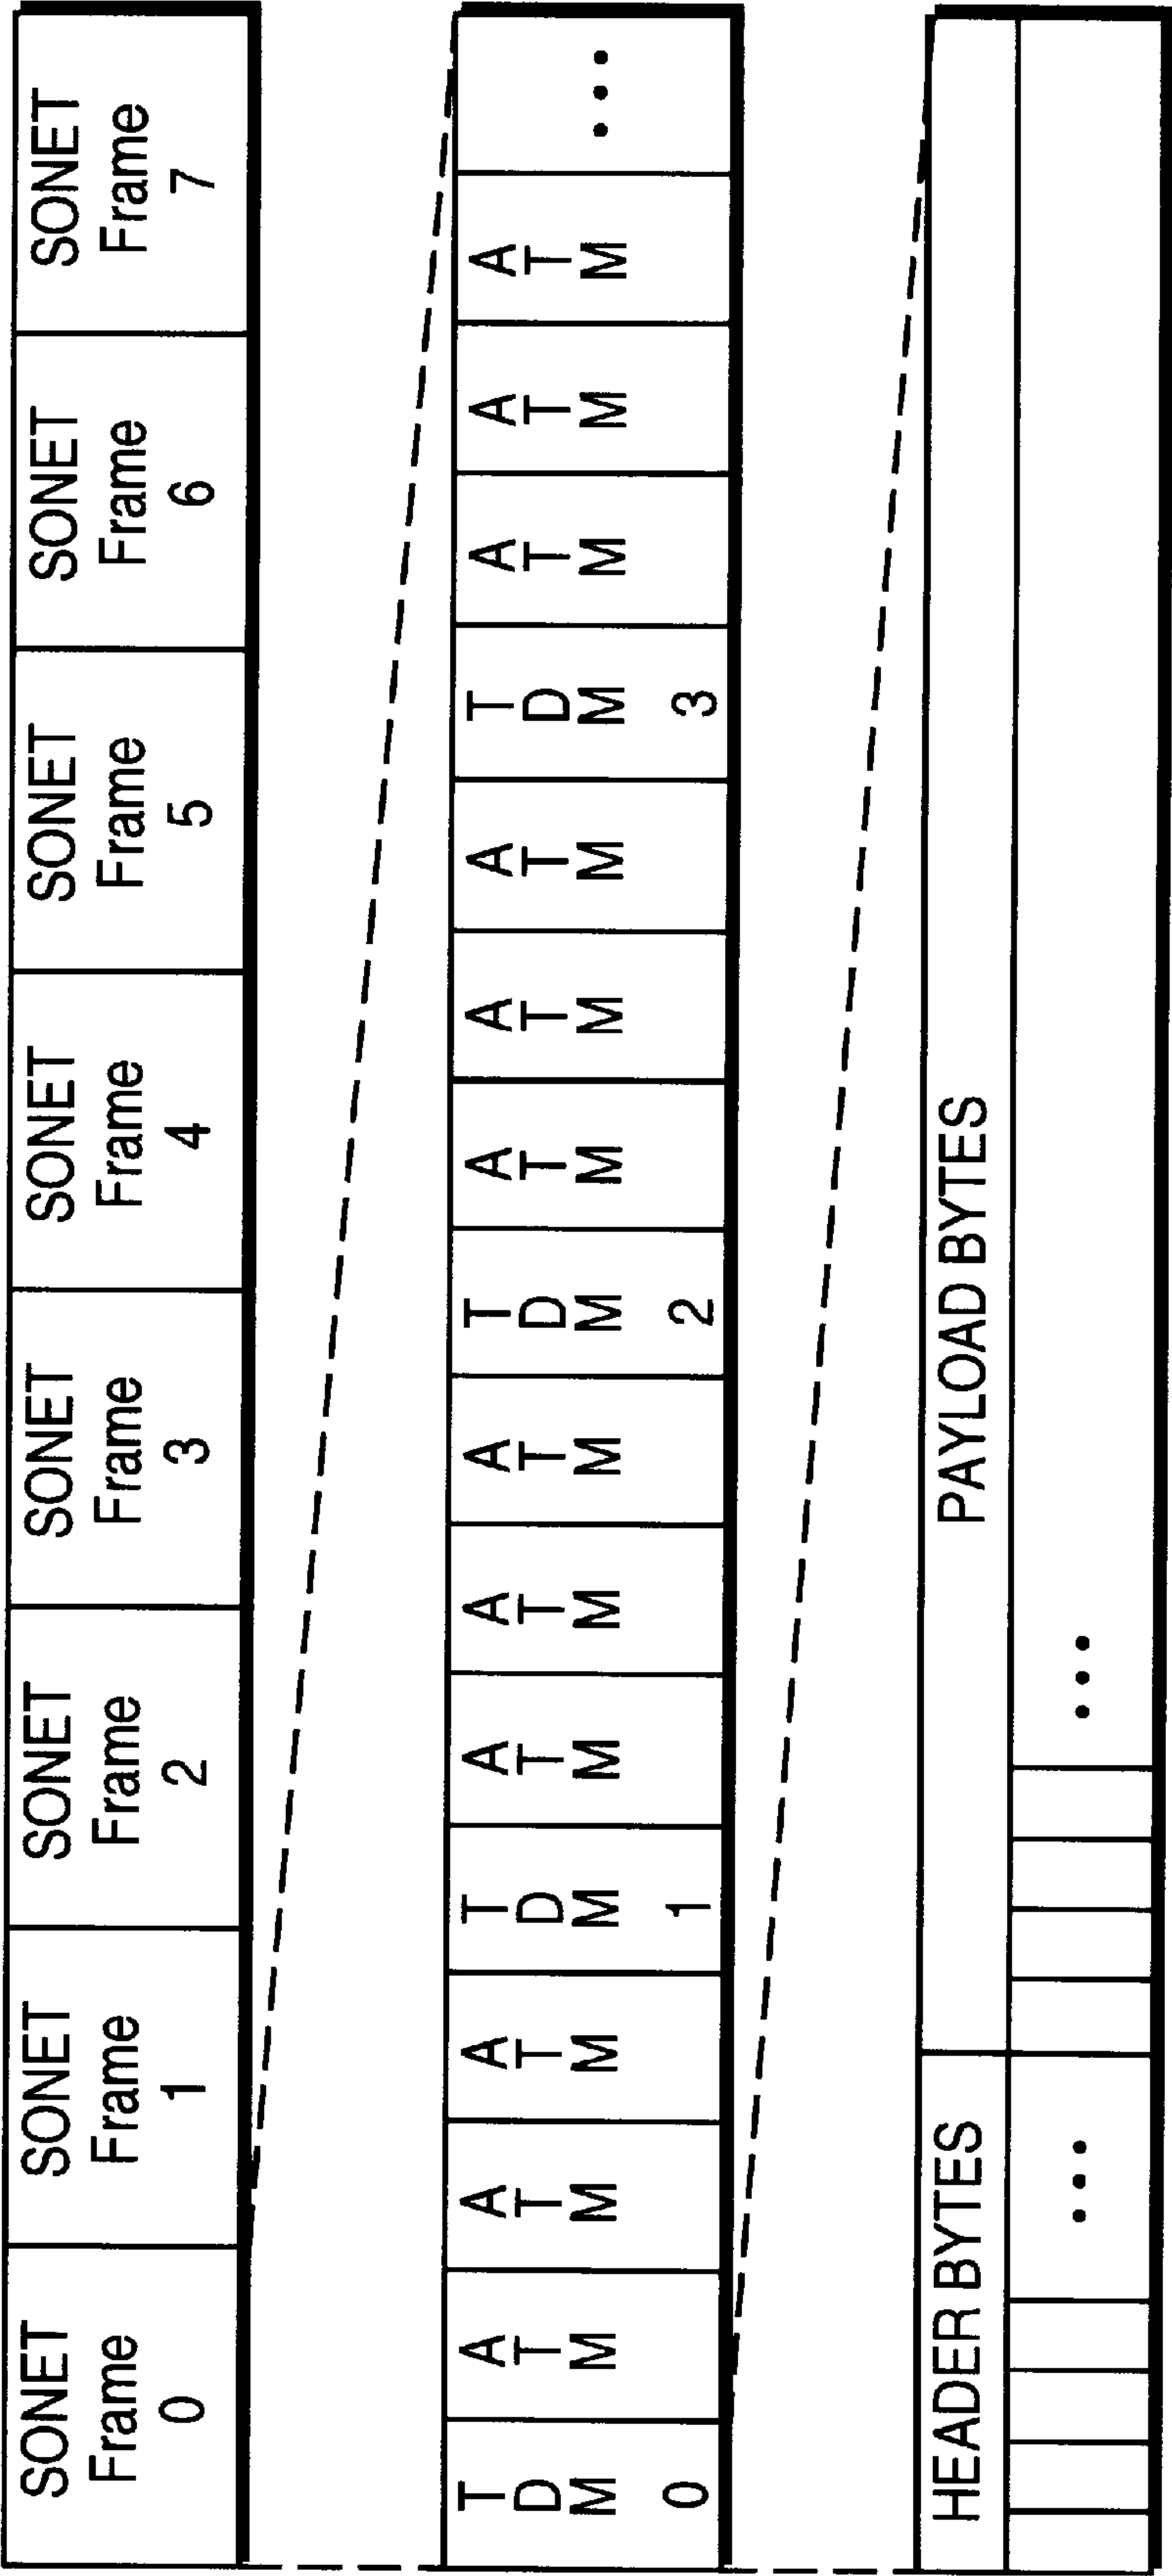 SONET Frame 0
SONET Frame 1
SONET Frame 2
SONET Frame 3
SONET Frame 4
SONET Frame 5
SONET Frame 6
SONET Frame 7
TDM 0
ATM
ATM
ATM
TDM 1
ATM
ATM
ATM
TDM 2
ATM
ATM
ATM
TDM 3
ATM
ATM
ATM
...
HEADER BYTES
PAYLOAD BYTES
...
...